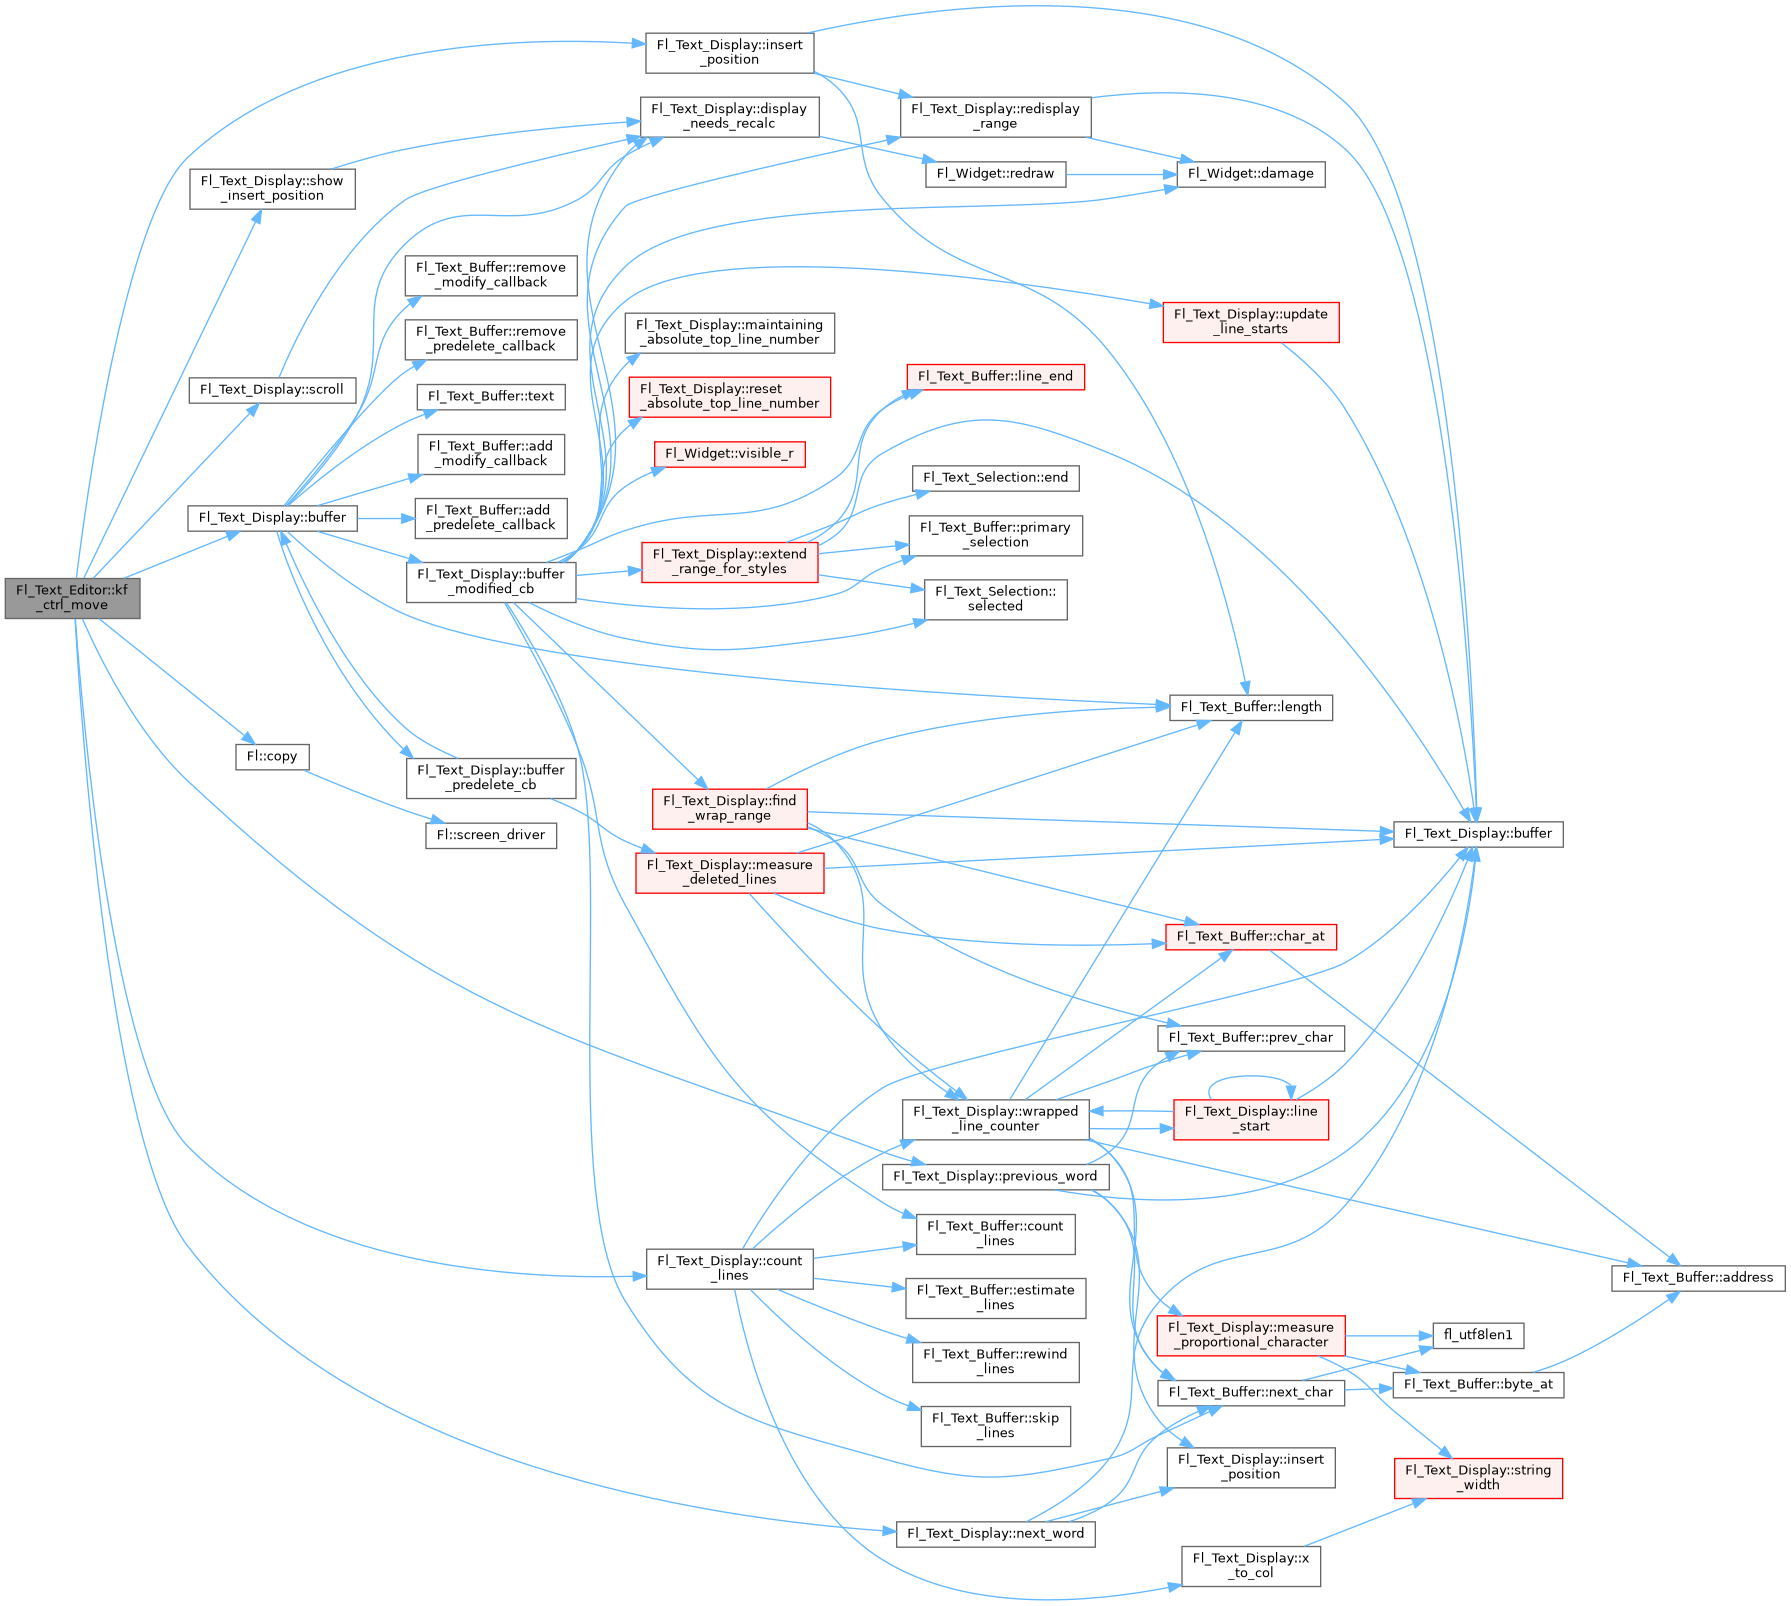 Fl_Text_Editor::kf
_ctrl_move
Fl_Text_Display::show
_insert_position
Fl_Text_Display::scroll
Fl_Text_Display::buffer
Fl::copy
Fl_Text_Buffer::remove
_modify_callback
Fl_Text_Buffer::remove
_predelete_callback
Fl_Text_Buffer::text
Fl_Text_Buffer::add
_modify_callback
Fl_Text_Buffer::add
_predelete_callback
Fl_Text_Display::buffer
_modified_cb
Fl_Text_Display::buffer
_predelete_cb
Fl::screen_driver
Fl_Text_Display::insert
_position
Fl_Text_Display::display
_needs_recalc
Fl_Text_Display::maintaining
_absolute_top_line_number
Fl_Text_Display::reset
_absolute_top_line_number
Fl_Widget::visible_r
Fl_Text_Display::extend
_range_for_styles
Fl_Text_Display::find
_wrap_range
Fl_Text_Display::measure
_deleted_lines
Fl_Text_Display::count
_lines
Fl_Text_Display::redisplay
_range
Fl_Widget::redraw
Fl_Text_Buffer::line_end
Fl_Text_Selection::end
Fl_Text_Buffer::primary
_selection
Fl_Text_Selection::
selected
Fl_Text_Display::wrapped
_line_counter
Fl_Text_Display::previous_word
Fl_Text_Buffer::count
_lines
Fl_Text_Buffer::estimate
_lines
Fl_Text_Buffer::rewind
_lines
Fl_Text_Buffer::skip
_lines
Fl_Text_Display::next_word
Fl_Widget::damage
Fl_Text_Display::update
_line_starts
Fl_Text_Buffer::length
Fl_Text_Buffer::char_at
Fl_Text_Buffer::prev_char
Fl_Text_Display::line
_start
Fl_Text_Display::measure
_proportional_character
Fl_Text_Buffer::next_char
Fl_Text_Display::insert
_position
Fl_Text_Display::x
_to_col
Fl_Text_Display::buffer
fl_utf8len1
Fl_Text_Buffer::byte_at
Fl_Text_Display::string
_width
Fl_Text_Buffer::address